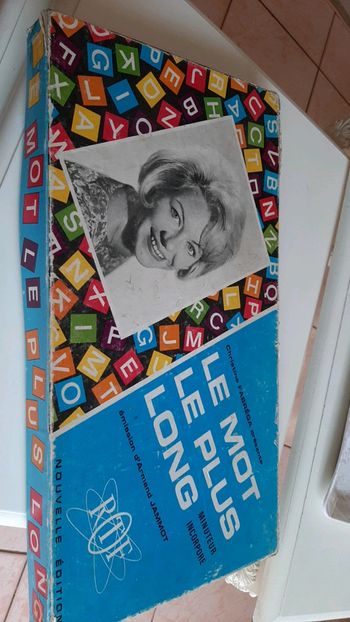 Christine FABRÉGA présente
LE MOT
LE PLUS
LONG
MINUTEUR
INCORPORÉ
émission d'Armand JAMMOT
RTF
NOUVELLE ÉDITION
LE MOT LE PLUS LONG